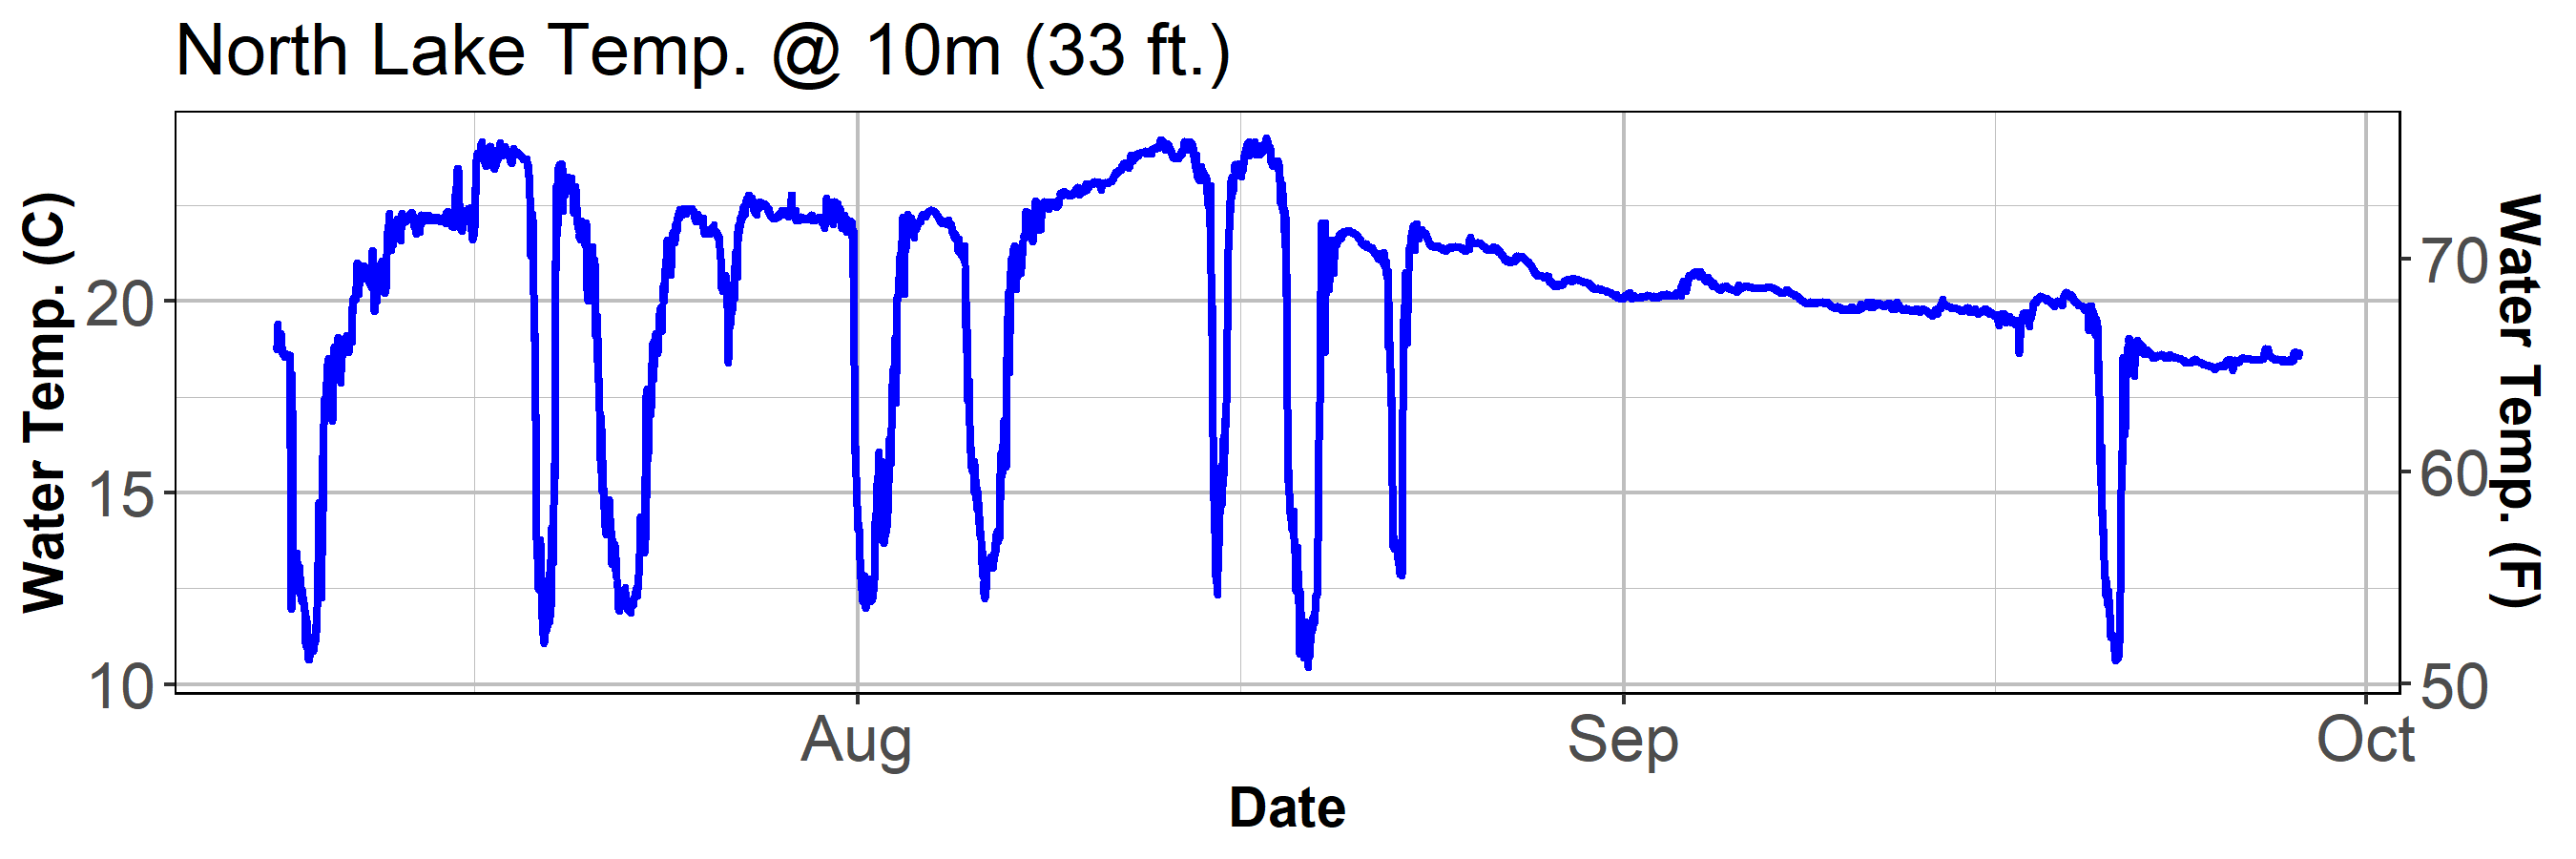 North Lake Temp. @ 10m (33 ft.)
Water Temp. (C)
20
15
10
70
60
50
Water Temp. (F)
Aug
Sep
Oct
Date